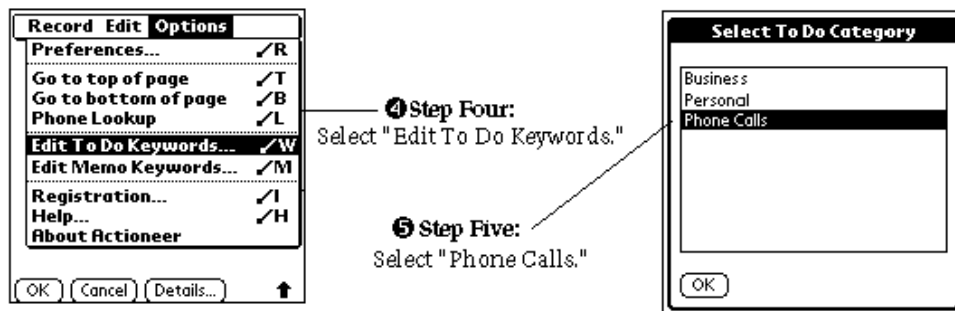 Record Edit Options
Preferences... /R
Go to top of page /T
Go to bottom of page /B
Phone Lookup /L
Edit To Do Keywords... /W
Edit Memo Keywords... /M
Registration... /I
Help... /H
About Actioneer
OK Cancel Details...
❹Step Four:
Select "Edit To Do Keywords."
❺ Step Five:
Select "Phone Calls."
Select To Do Category
Business
Personal
Phone Calls
OK